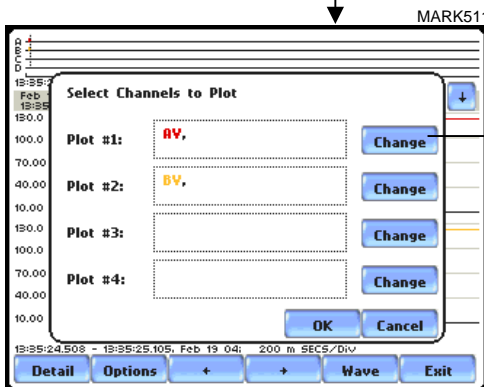 MARK511
A
B
C
D
13:35:2
Feb
13:35
Select Channels to Plot
130.0
100.0
70.00
40.00
10.00
130.0
100.0
70.00
40.00
10.00
Plot #1: AV, Change
Plot #2: BV, Change
Plot #3: Change
Plot #4: Change
OK Cancel
13:35:24.508 - 13:35:25.105, Feb 19 04; 200 m SECS/Div
Detail Options ← → Wave Exit